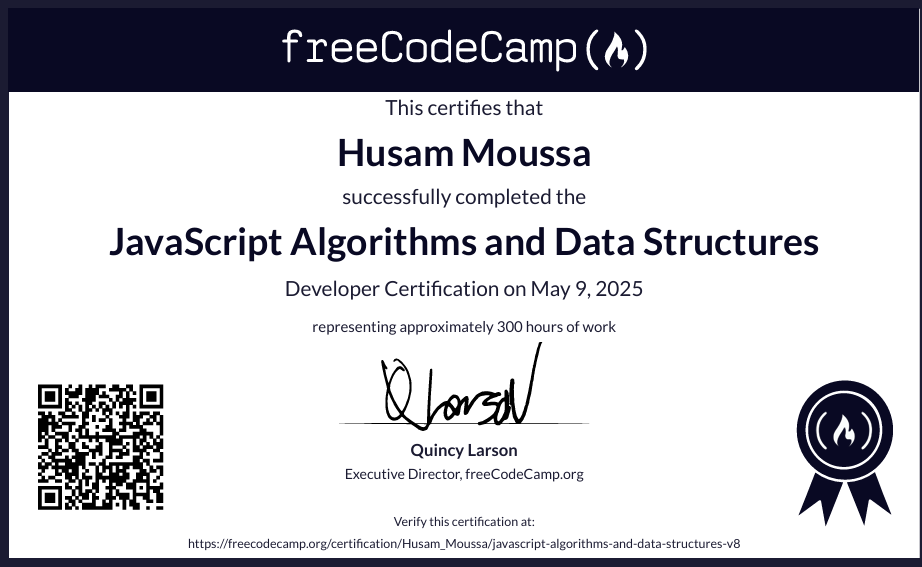 freeCodeCamp
This certifies that
Husam Moussa
successfully completed the
JavaScript Algorithms and Data Structures
Developer Certification on May 9, 2025
representing approximately 300 hours of work
Q Larson
Quincy Larson
Executive Director, freeCodeCamp.org
Verify this certification at:
https://freecodecamp.org/certification/Husam_Moussa/javascript-algorithms-and-data-structures-v8